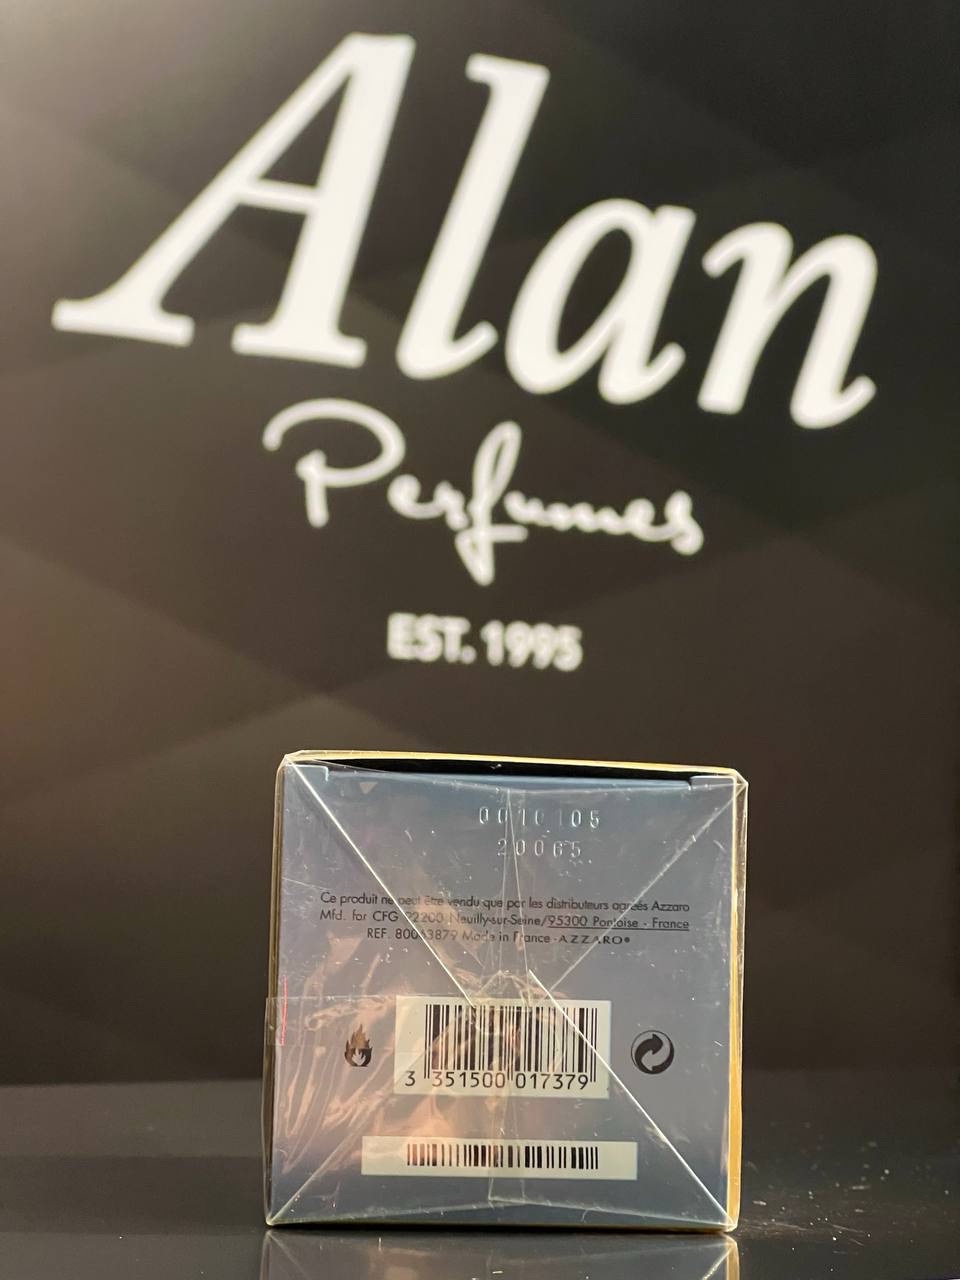 Alan
Perfumes
EST. 1995
0010105
20065
Ce produit ne peut être vendu que par les distributeurs agréés Azzaro
Mfd. for CFG 92200 Neuilly-sur-Seine/95300 Pontoise - France
REF. 80063879 Made in France - AZZARO®
3 351500 017379